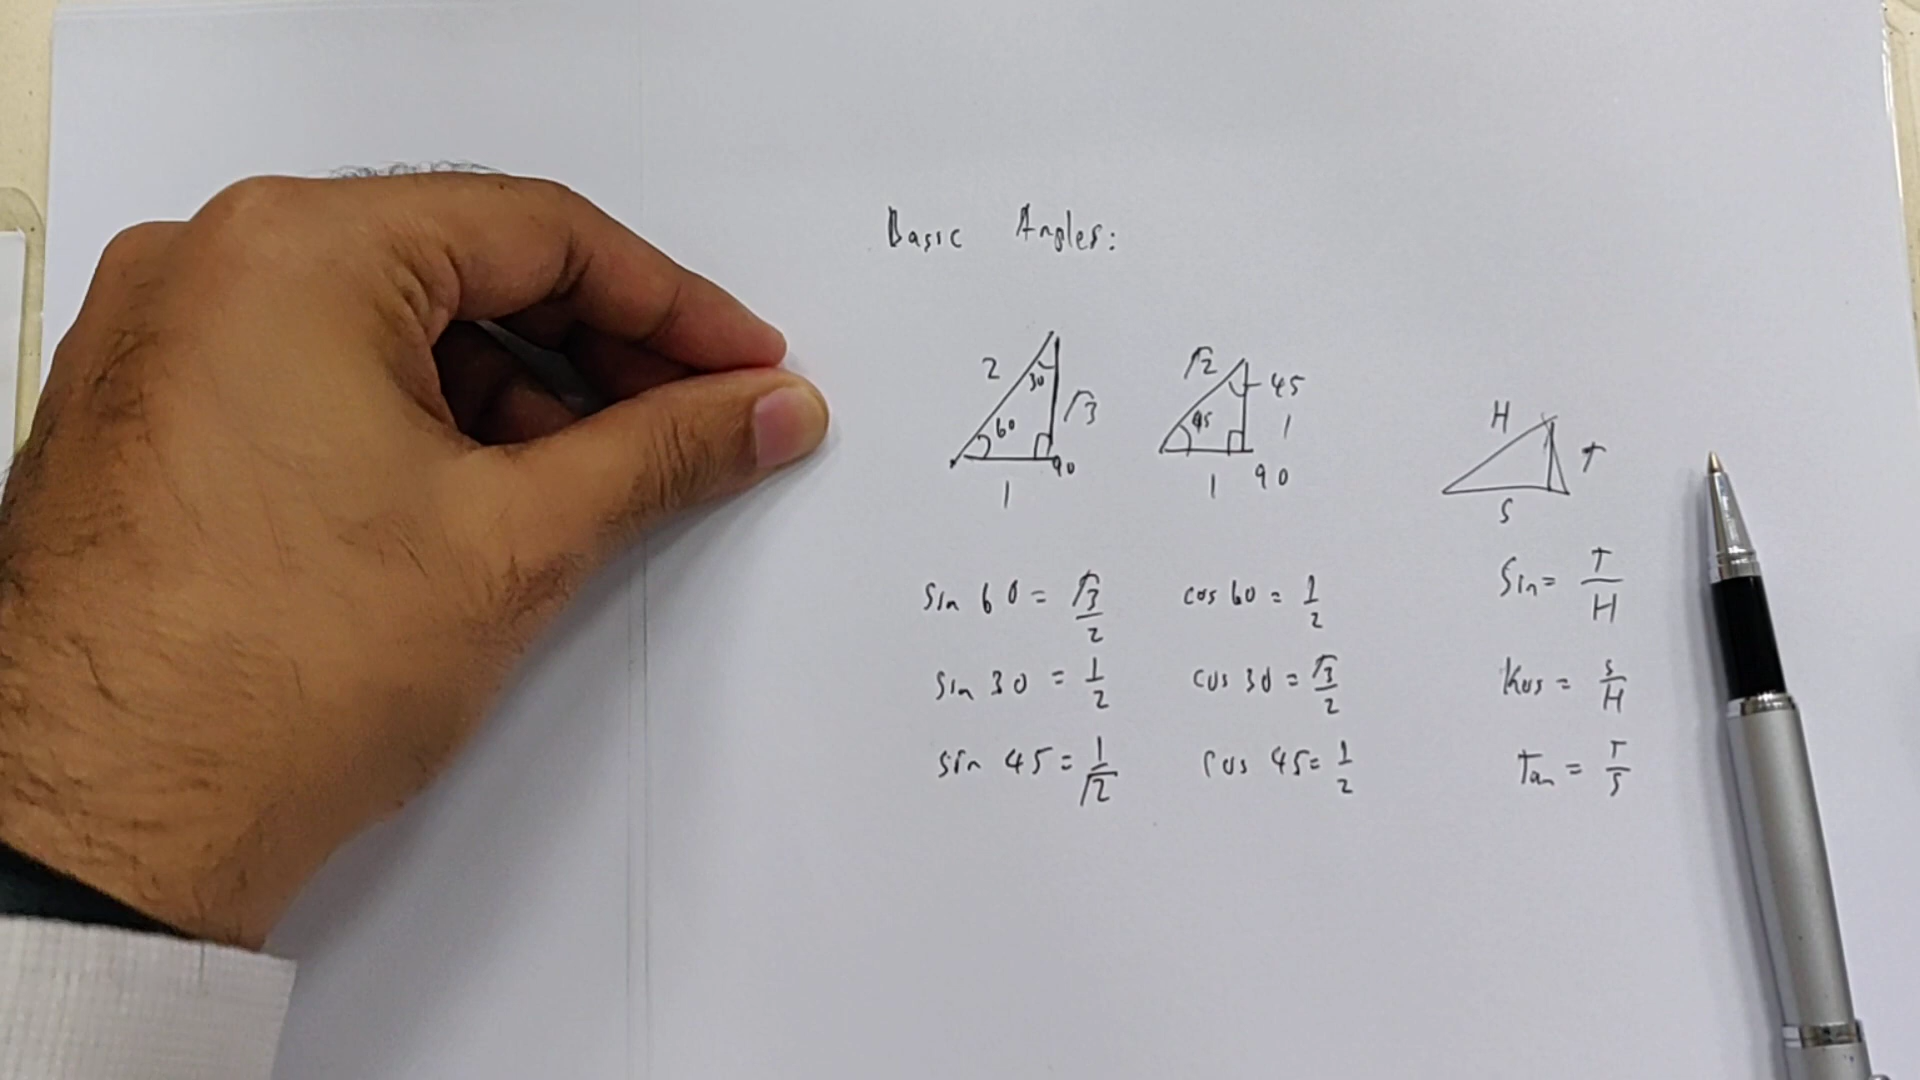 Basic Angles:
2 30 60 √3 90 1
√2 45 45 1 1 90
H T S
sin 60 = √3/2 cos 60 = 1/2 Sin = T/H
sin 30 = 1/2 cos 30 = √3/2 Kos = S/H
sin 45 = 1/√2 cos 45 = 1/2 Tan = T/S